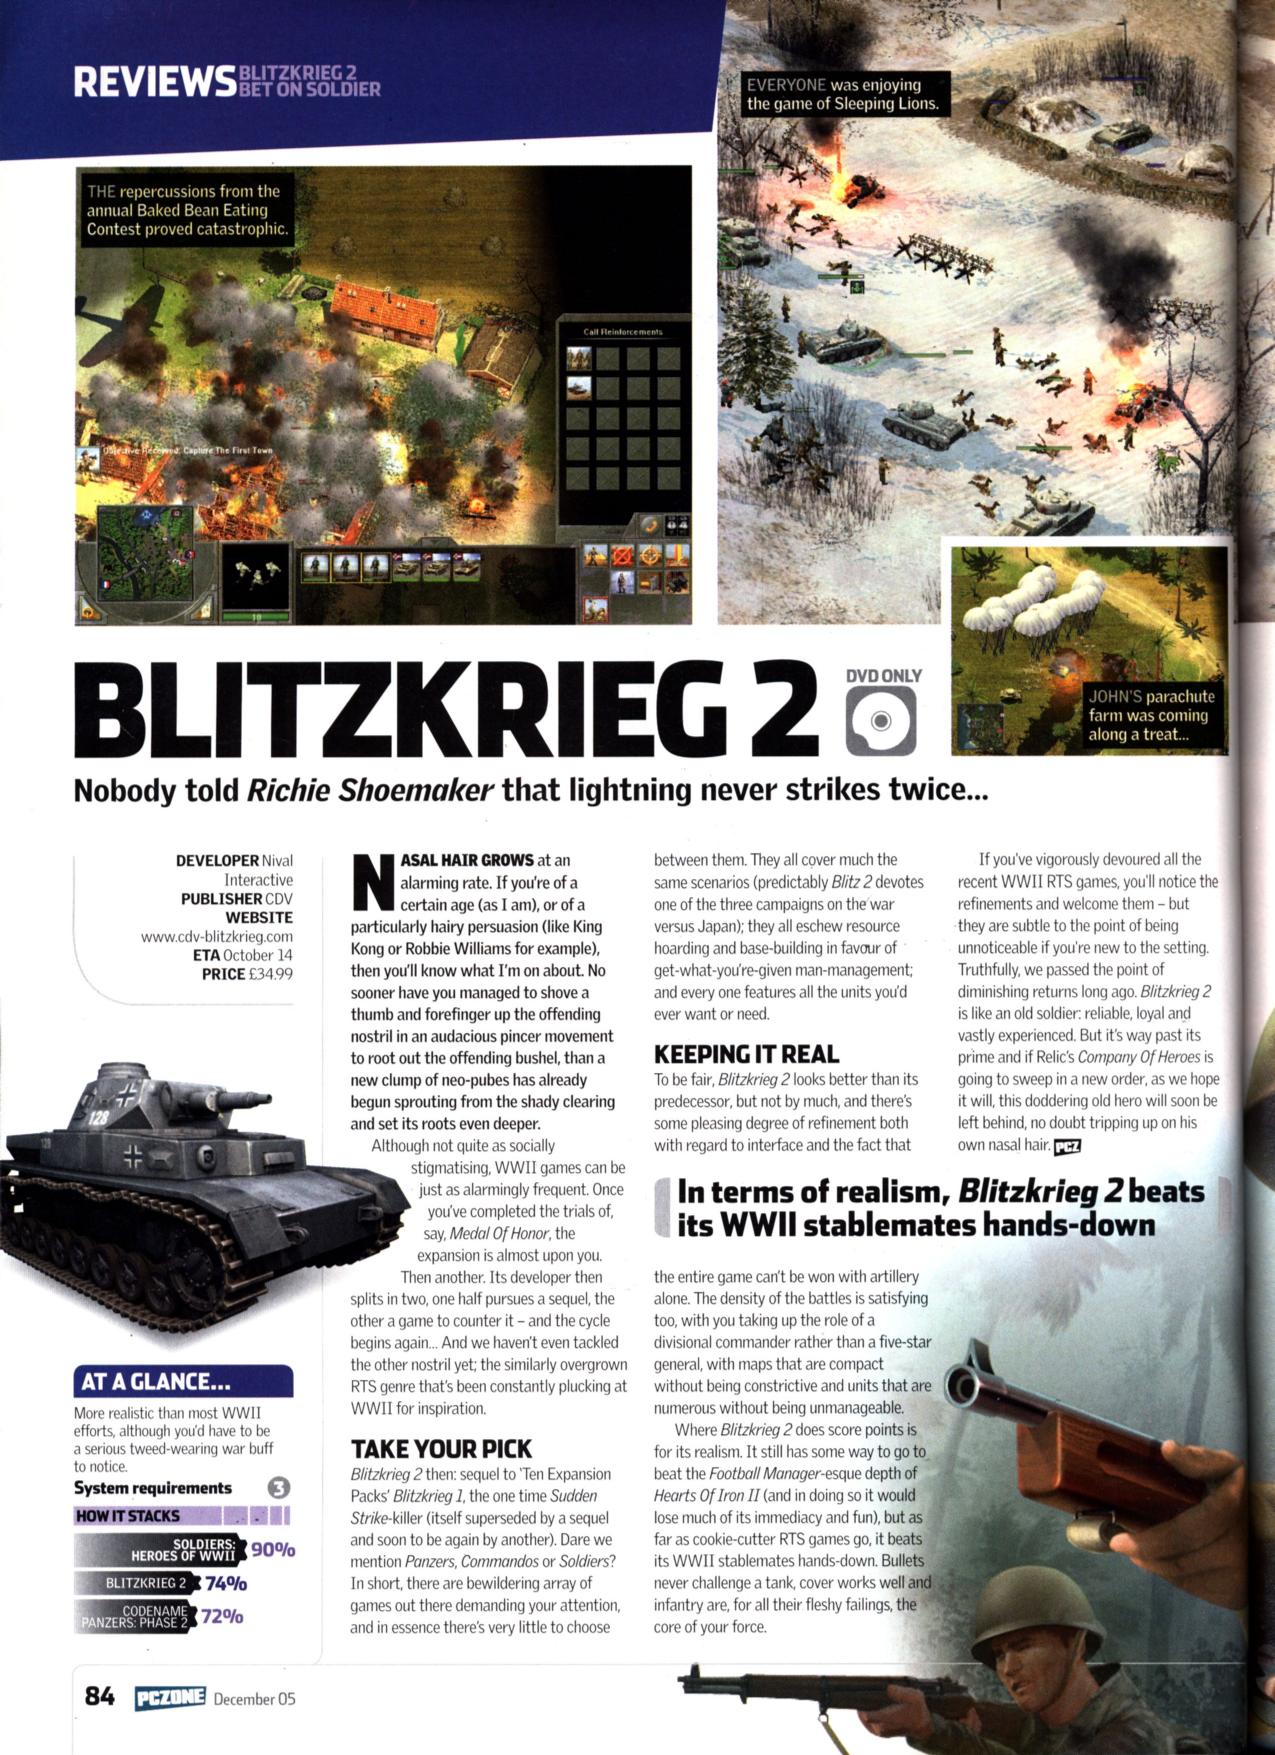 REVIEWS BLITZKRIEG 2
BET ON SOLDIER
THE repercussions from the
annual Baked Bean Eating
Contest proved catastrophic.
Call Reinforcements
Objective Received: Capture The First Town
10
EVERYONE was enjoying
the game of Sleeping Lions.
JOHN'S parachute
farm was coming
along a treat...
BLITZKRIEG 2
DVD ONLY
Nobody told Richie Shoemaker that lightning never strikes twice...
DEVELOPER Nival
Interactive
PUBLISHER CDV
WEBSITE
www.cdv-blitzkrieg.com
ETA October 14
PRICE £34.99
128
AT A GLANCE...
More realistic than most WWII
efforts, although you'd have to be
a serious tweed-wearing war buff
to notice.
System requirements 3
HOW IT STACKS
SOLDIERS:
HEROES OF WWII 90%
BLITZKRIEG 2 74%
CODENAME
PANZERS: PHASE 2 72%
NASAL HAIR GROWS at an
alarming rate. If you're of a
certain age (as I am), or of a
particularly hairy persuasion (like King
Kong or Robbie Williams for example),
then you'll know what I'm on about. No
sooner have you managed to shove a
thumb and forefinger up the offending
nostril in an audacious pincer movement
to root out the offending bushel, than a
new clump of neo-pubes has already
begun sprouting from the shady clearing
and set its roots even deeper.
Although not quite as socially
stigmatising, WWII games can be
just as alarmingly frequent. Once
you've completed the trials of,
say, Medal Of Honor, the
expansion is almost upon you.
Then another. Its developer then
splits in two, one half pursues a sequel, the
other a game to counter it – and the cycle
begins again... And we haven't even tackled
the other nostril yet; the similarly overgrown
RTS genre that's been constantly plucking at
WWII for inspiration.
TAKE YOUR PICK
Blitzkrieg 2 then: sequel to 'Ten Expansion
Packs' Blitzkrieg 1, the one time Sudden
Strike-killer (itself superseded by a sequel
and soon to be again by another). Dare we
mention Panzers, Commandos or Soldiers?
In short, there are bewildering array of
games out there demanding your attention,
and in essence there's very little to choose
between them. They all cover much the
same scenarios (predictably Blitz 2 devotes
one of the three campaigns on the war
versus Japan); they all eschew resource
hoarding and base-building in favour of
get-what-you're-given man-management;
and every one features all the units you'd
ever want or need.
KEEPING IT REAL
To be fair, Blitzkrieg 2 looks better than its
predecessor, but not by much, and there's
some pleasing degree of refinement both
with regard to interface and the fact that
the entire game can't be won with artillery
alone. The density of the battles is satisfying
too, with you taking up the role of a
divisional commander rather than a five-star
general, with maps that are compact
without being constrictive and units that are
numerous without being unmanageable.
Where Blitzkrieg 2 does score points is
for its realism. It still has some way to go to
beat the Football Manager-esque depth of
Hearts Of Iron II (and in doing so it would
lose much of its immediacy and fun), but as
far as cookie-cutter RTS games go, it beats
its WWII stablemates hands-down. Bullets
never challenge a tank, cover works well and
infantry are, for all their fleshy failings, the
core of your force.
If you've vigorously devoured all the
recent WWII RTS games, you'll notice the
refinements and welcome them – but
they are subtle to the point of being
unnoticeable if you're new to the setting.
Truthfully, we passed the point of
diminishing returns long ago. Blitzkrieg 2
is like an old soldier: reliable, loyal and
vastly experienced. But it's way past its
prime and if Relic's Company Of Heroes is
going to sweep in a new order, as we hope
it will, this doddering old hero will soon be
left behind, no doubt tripping up on his
own nasal hair. PCZ
In terms of realism, Blitzkrieg 2 beats
its WWII stablemates hands-down
84 PCZONE December 05